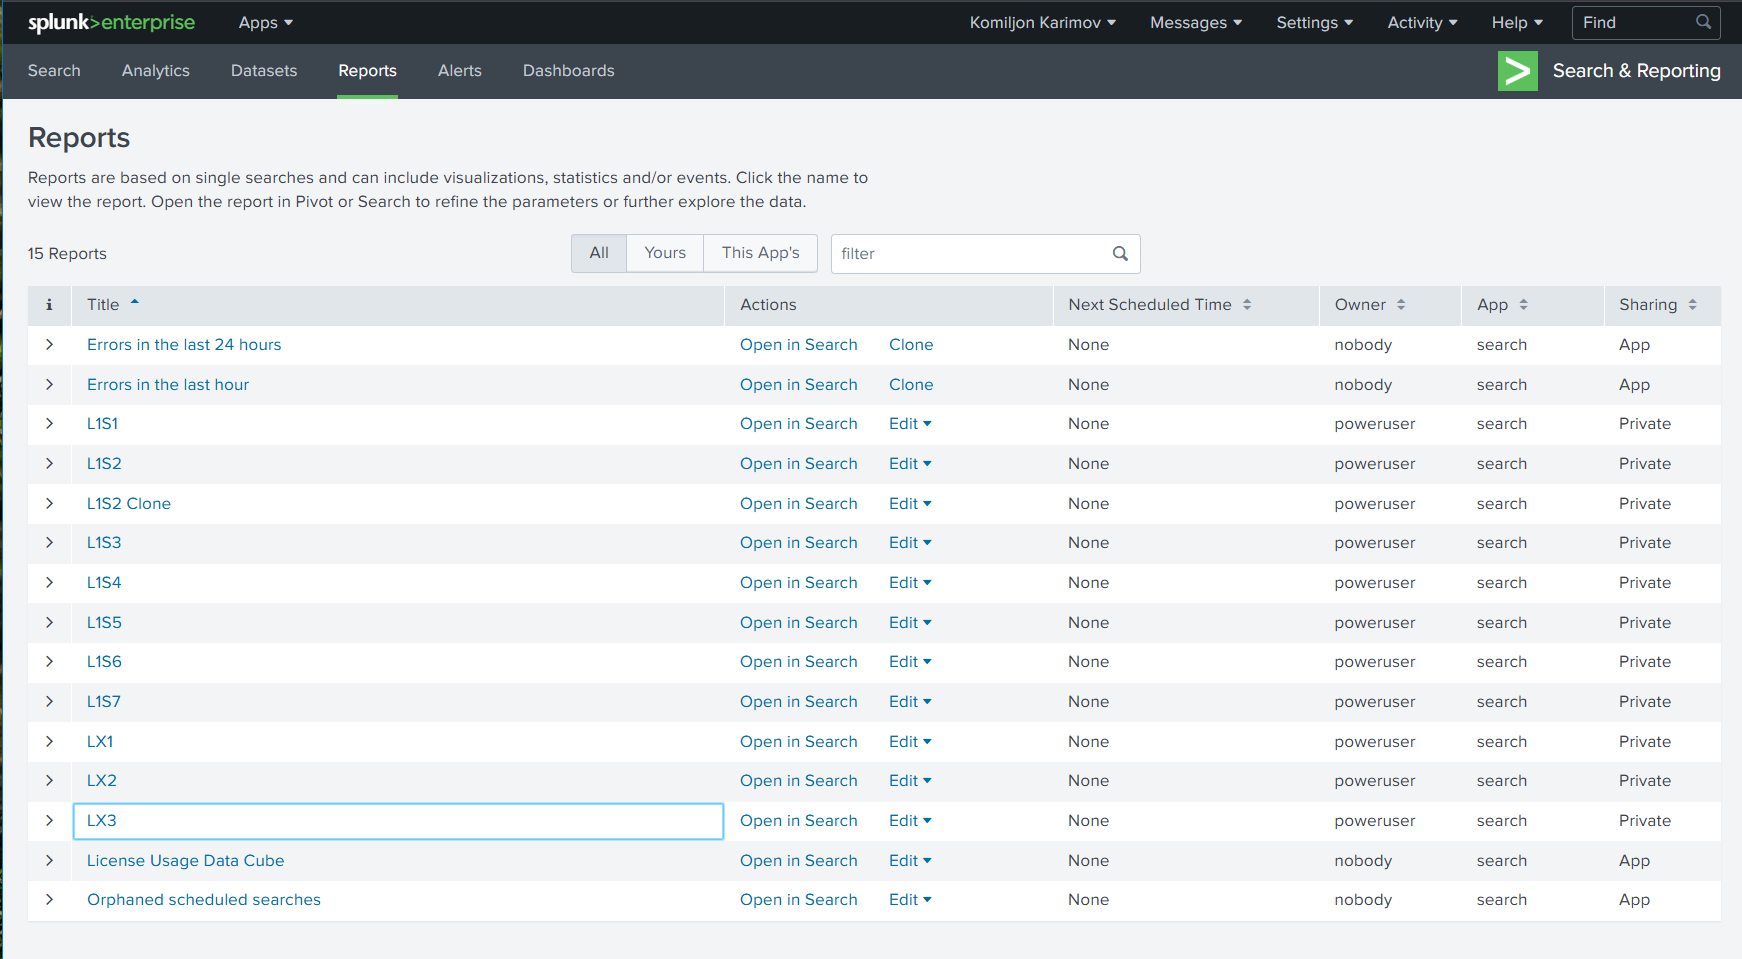 splunk>enterprise Apps Komiljon Karimov Messages Settings Activity Help Find
Search Analytics Datasets Reports Alerts Dashboards Search & Reporting
Reports
Reports are based on single searches and can include visualizations, statistics and/or events. Click the name to
view the report. Open the report in Pivot or Search to refine the parameters or further explore the data.
15 Reports All Yours This App's filter
i Title Actions Next Scheduled Time Owner App Sharing
Errors in the last 24 hours Open in Search Clone None nobody search App
Errors in the last hour Open in Search Clone None nobody search App
L1S1 Open in Search Edit None poweruser search Private
L1S2 Open in Search Edit None poweruser search Private
L1S2 Clone Open in Search Edit None poweruser search Private
L1S3 Open in Search Edit None poweruser search Private
L1S4 Open in Search Edit None poweruser search Private
L1S5 Open in Search Edit None poweruser search Private
L1S6 Open in Search Edit None poweruser search Private
L1S7 Open in Search Edit None poweruser search Private
LX1 Open in Search Edit None poweruser search Private
LX2 Open in Search Edit None poweruser search Private
LX3 Open in Search Edit None poweruser search Private
License Usage Data Cube Open in Search Edit None nobody search App
Orphaned scheduled searches Open in Search Edit None nobody search App